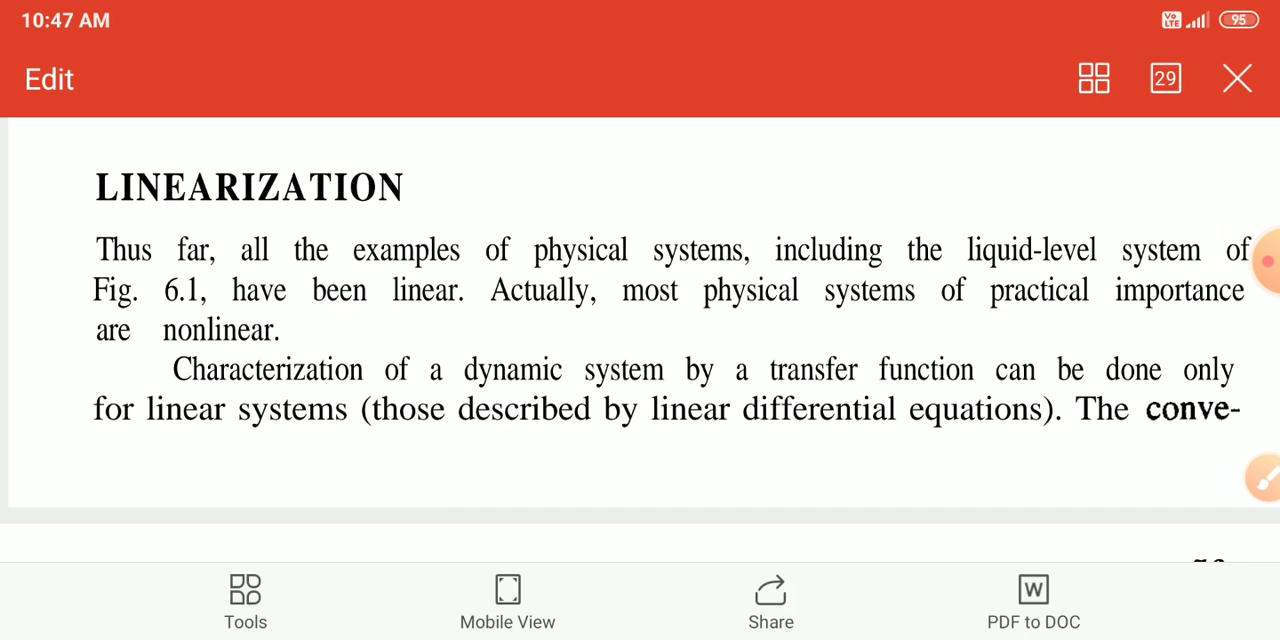 10:47 AM
Vo LTE 95
Edit
29
LINEARIZATION
Thus far, all the examples of physical systems, including the liquid-level system of
Fig. 6.1, have been linear. Actually, most physical systems of practical importance
are nonlinear.
Characterization of a dynamic system by a transfer function can be done only
for linear systems (those described by linear differential equations). The conve-
Tools
Mobile View
Share
W
PDF to DOC